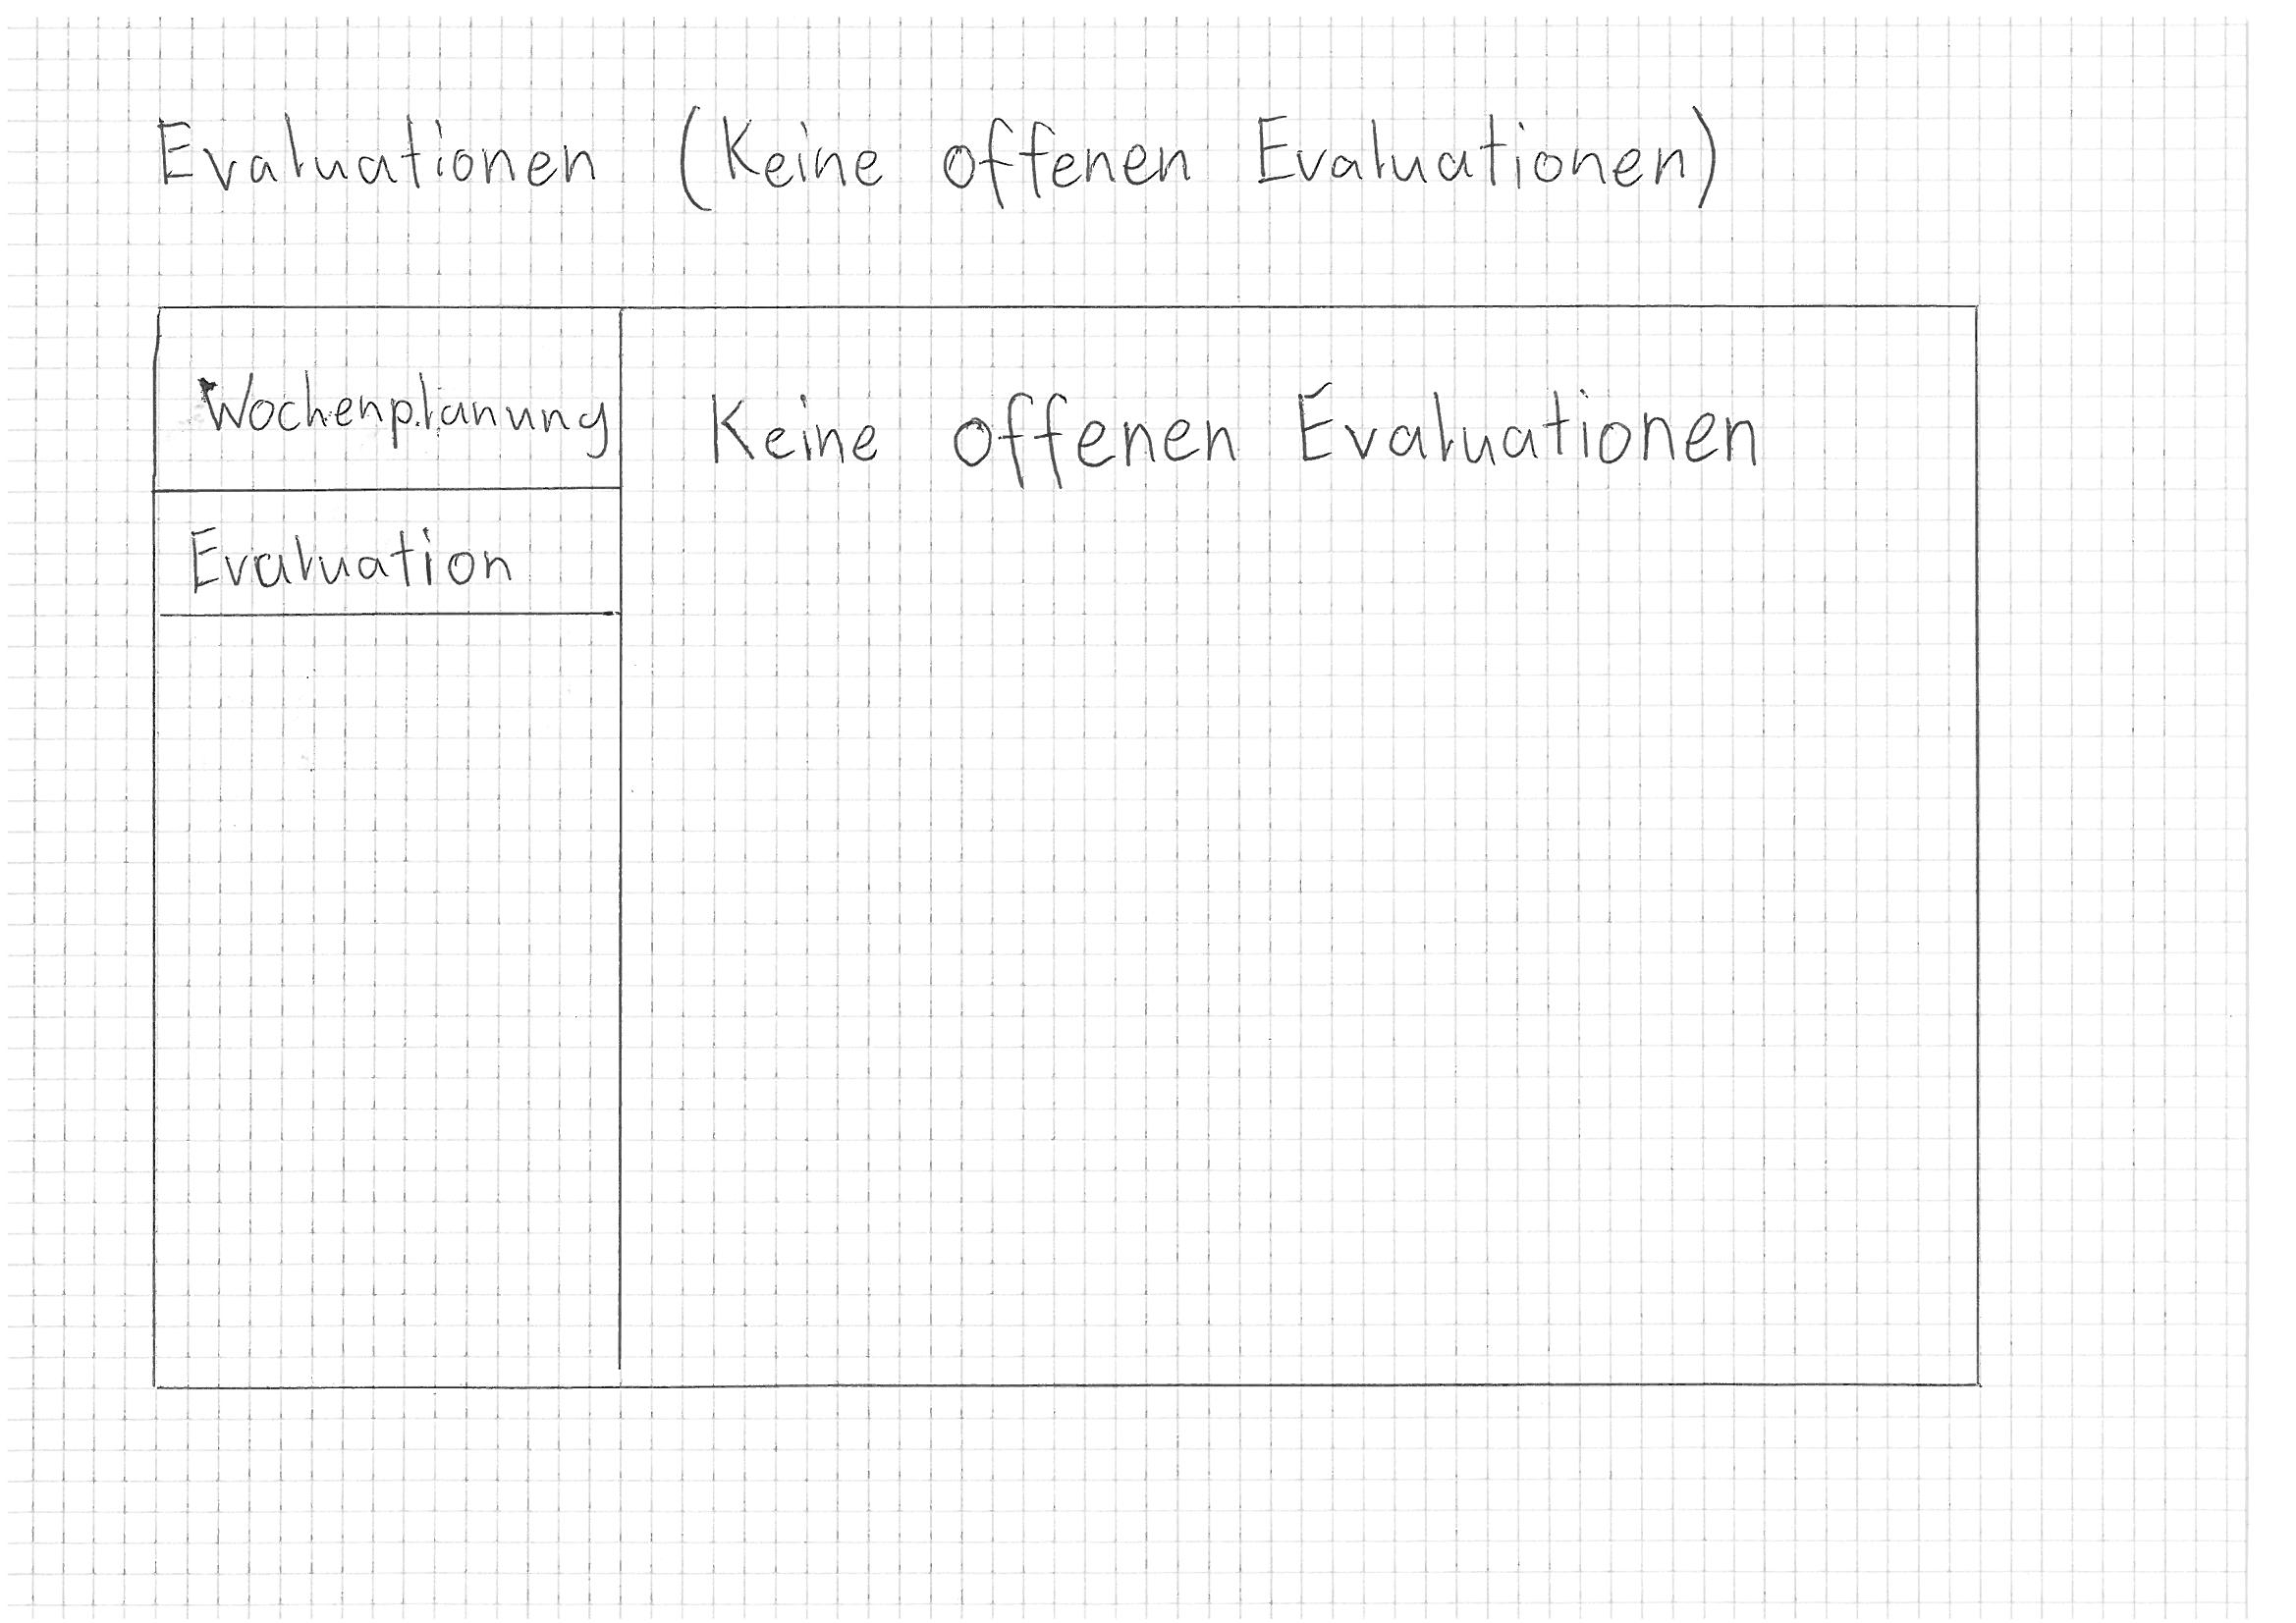 Evaluationen (Keine offenen Evaluationen)
Wochenplanung
Keine offenen Evaluationen
Evaluation